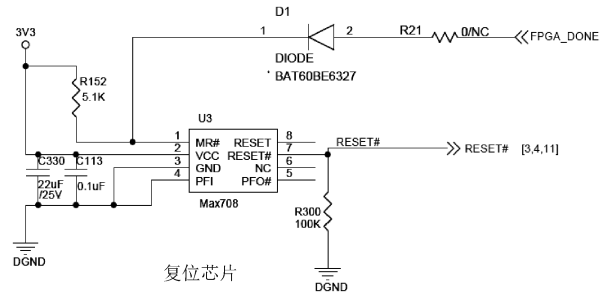 D1
3V3
1
2
R21
0/NC
FPGA_DONE
DIODE
BAT60BE6327
R152
5.1K
U3
1 MR# RESET 8
2 VCC RESET# 7
3 GND NC 6
4 PFI PFO# 5
Max708
RESET#
RESET# [3,4,11]
C330
22uF
/25V
C113
0.1uF
R300
100K
DGND
DGND
复位芯片